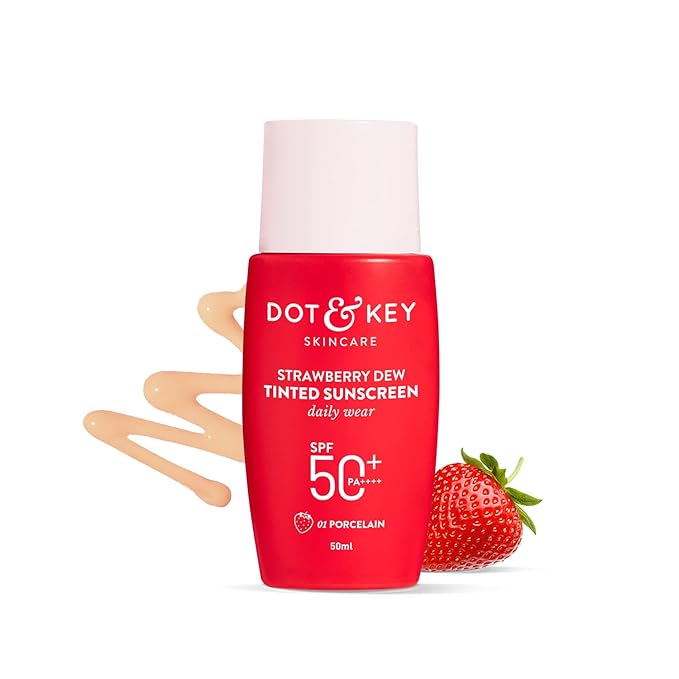 DOT & KEY
SKINCARE
STRAWBERRY DEW
TINTED SUNSCREEN
daily wear
SPF
50+
PA++++
01 PORCELAIN
50ml